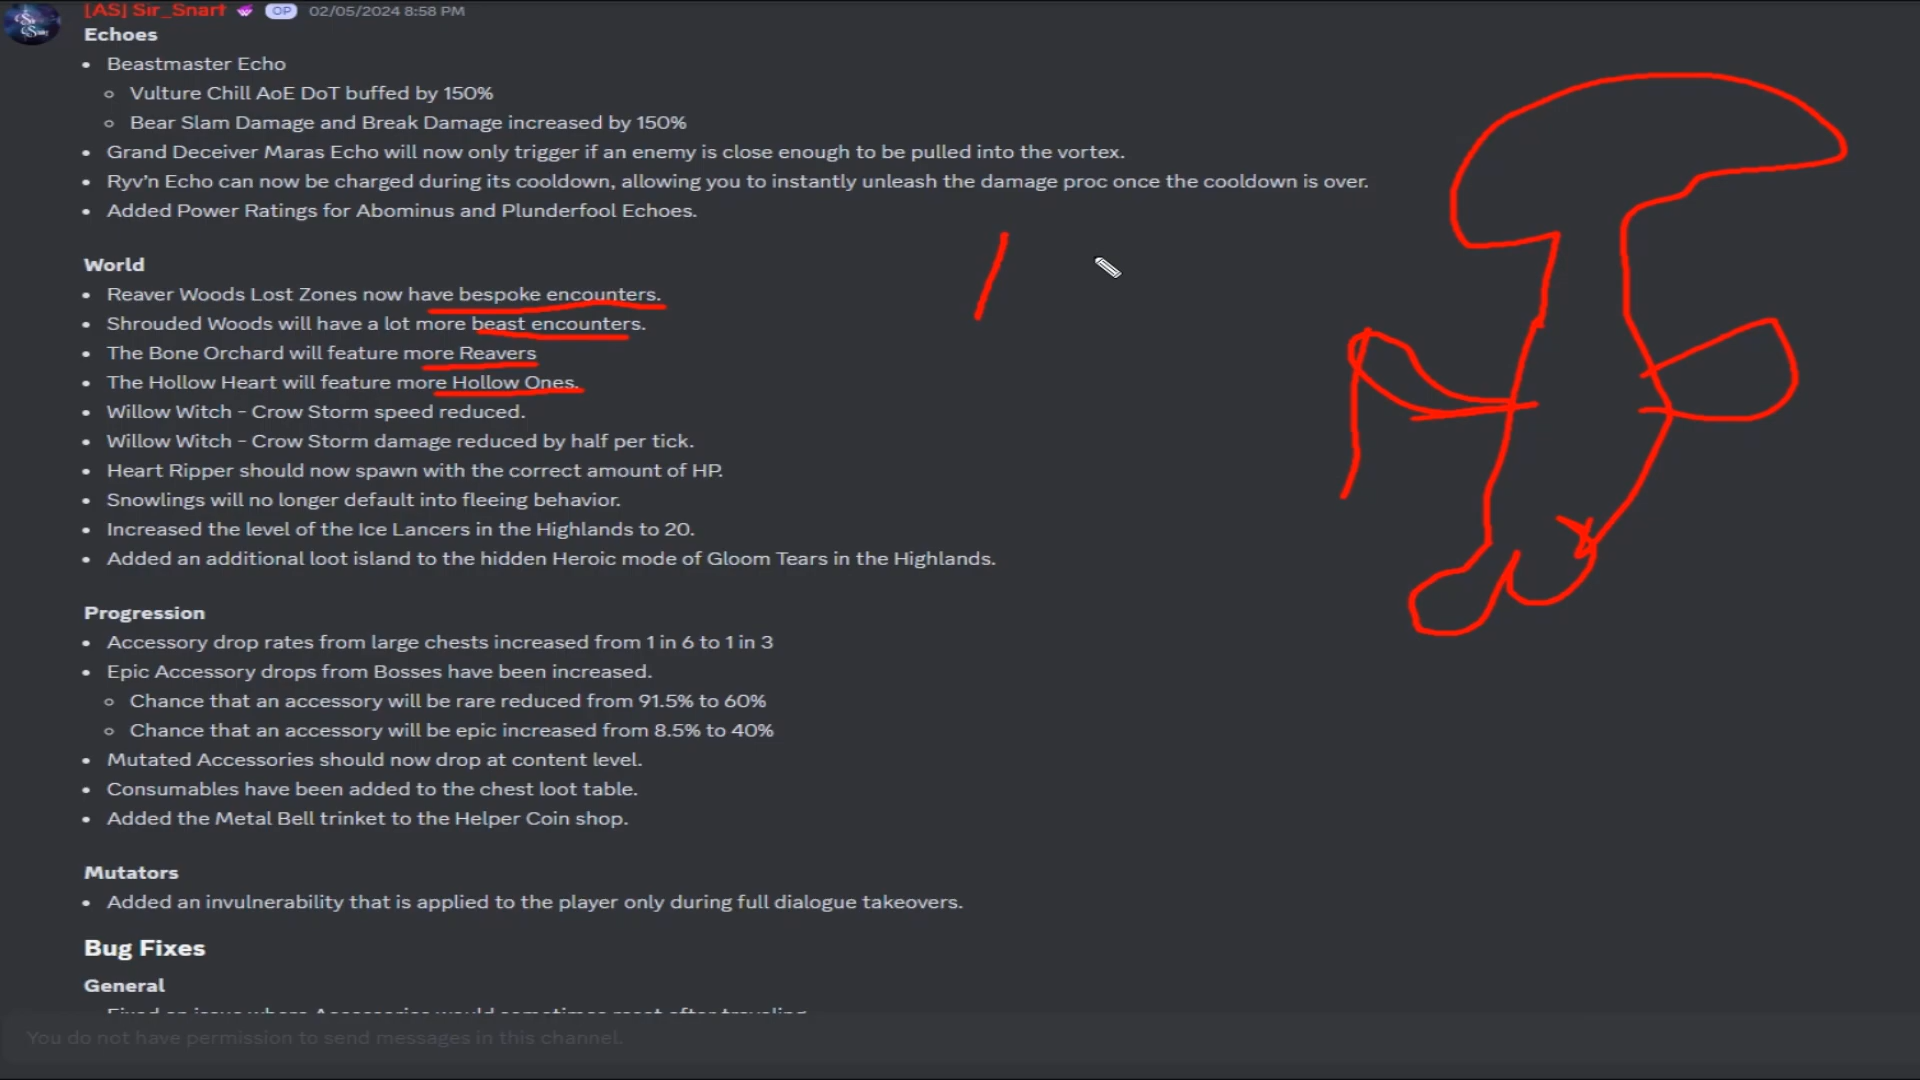 [AS] Sir_Snart OP 02/05/2024 8:58 PM
Echoes
• Beastmaster Echo
◦ Vulture Chill AoE DoT buffed by 150%
◦ Bear Slam Damage and Break Damage increased by 150%
• Grand Deceiver Maras Echo will now only trigger if an enemy is close enough to be pulled into the vortex.
• Ryv'n Echo can now be charged during its cooldown, allowing you to instantly unleash the damage proc once the cooldown is over.
• Added Power Ratings for Abominus and Plunderfool Echoes.
World
• Reaver Woods Lost Zones now have bespoke encounters.
• Shrouded Woods will have a lot more beast encounters.
• The Bone Orchard will feature more Reavers
• The Hollow Heart will feature more Hollow Ones.
• Willow Witch - Crow Storm speed reduced.
• Willow Witch - Crow Storm damage reduced by half per tick.
• Heart Ripper should now spawn with the correct amount of HP.
• Snowlings will no longer default into fleeing behavior.
• Increased the level of the Ice Lancers in the Highlands to 20.
• Added an additional loot island to the hidden Heroic mode of Gloom Tears in the Highlands.
Progression
• Accessory drop rates from large chests increased from 1 in 6 to 1 in 3
• Epic Accessory drops from Bosses have been increased.
◦ Chance that an accessory will be rare reduced from 91.5% to 60%
◦ Chance that an accessory will be epic increased from 8.5% to 40%
• Mutated Accessories should now drop at content level.
• Consumables have been added to the chest loot table.
• Added the Metal Bell trinket to the Helper Coin shop.
Mutators
• Added an invulnerability that is applied to the player only during full dialogue takeovers.
Bug Fixes
General
Fixed an issue where Accessories would sometimes reset after traveling
You do not have permission to send messages in this channel.